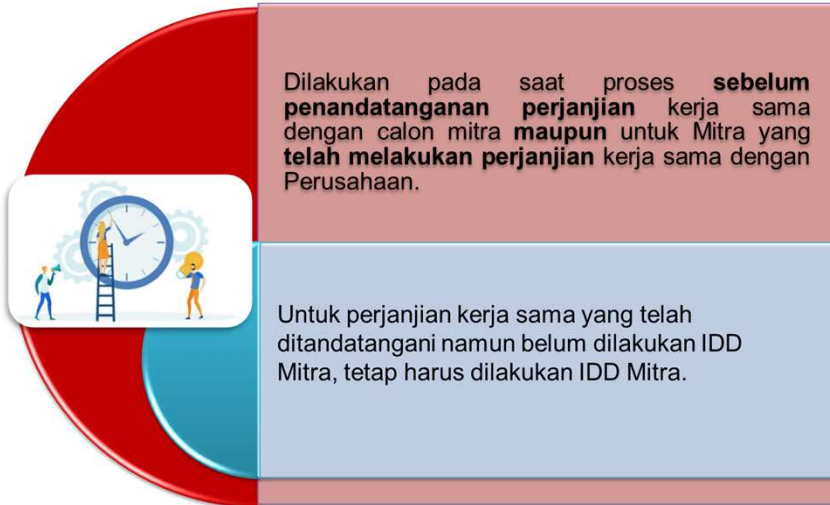 Dilakukan pada saat proses sebelum
penandatanganan perjanjian kerja sama
dengan calon mitra maupun untuk Mitra yang
telah melakukan perjanjian kerja sama dengan
Perusahaan.
Untuk perjanjian kerja sama yang telah
ditandatangani namun belum dilakukan IDD
Mitra, tetap harus dilakukan IDD Mitra.